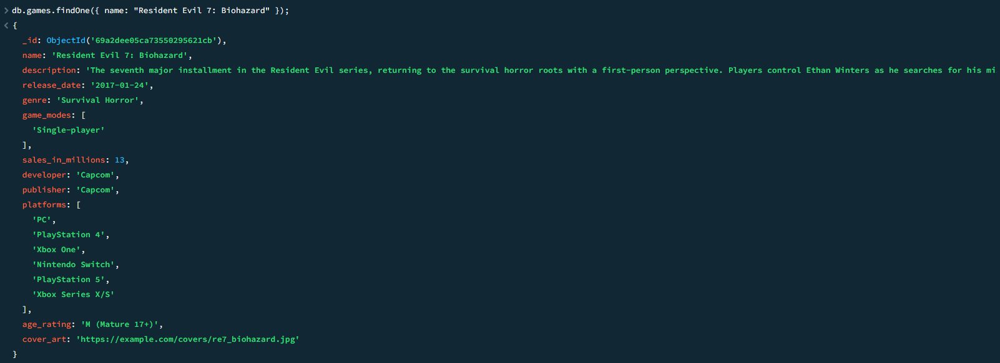 > db.games.findOne({ name: "Resident Evil 7: Biohazard" });
< {
_id: ObjectId('69a2dee05ca73550295621cb'),
name: 'Resident Evil 7: Biohazard',
description: 'The seventh major installment in the Resident Evil series, returning to the survival horror roots with a first-person perspective. Players control Ethan Winters as he searches for his mi
release_date: '2017-01-24',
genre: 'Survival Horror',
game_modes: [
'Single-player'
],
sales_in_millions: 13,
developer: 'Capcom',
publisher: 'Capcom',
platforms: [
'PC',
'PlayStation 4',
'Xbox One',
'Nintendo Switch',
'PlayStation 5',
'Xbox Series X/S'
],
age_rating: 'M (Mature 17+)',
cover_art: 'https://example.com/covers/re7_biohazard.jpg'
}